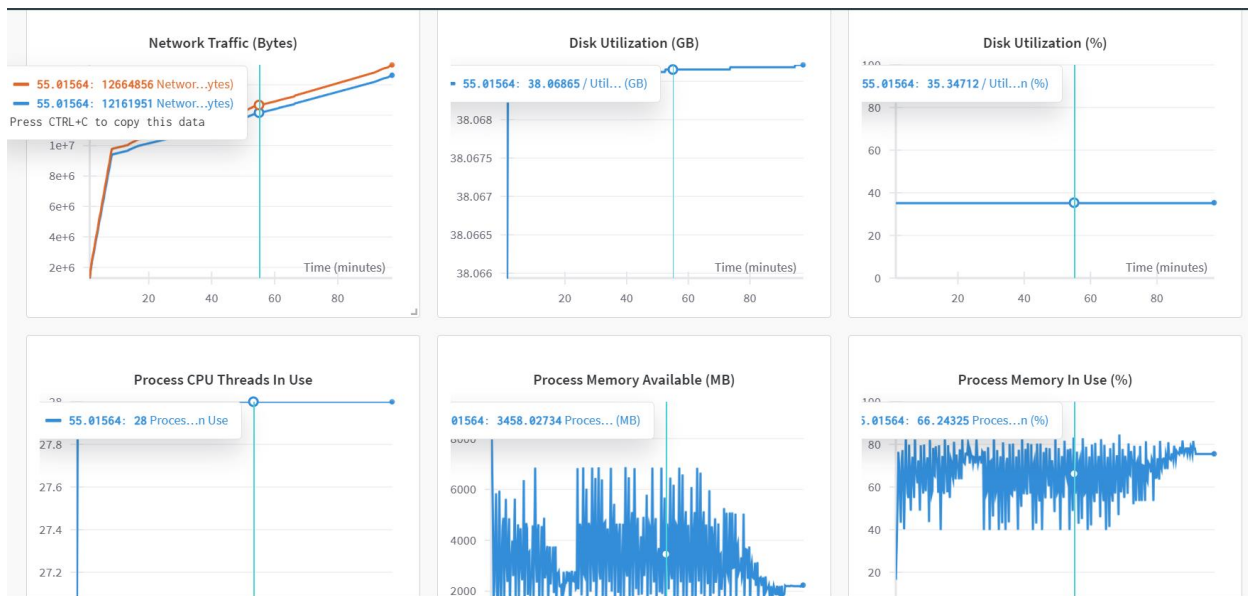 Network Traffic (Bytes)
55.01564: 12664856 Networ...ytes)
55.01564: 12161951 Networ...ytes)
Press CTRL+C to copy this data
1e+7
8e+6
6e+6
4e+6
2e+6
Time (minutes)
20 40 60 80
Disk Utilization (GB)
55.01564: 38.06865 / Util... (GB)
38.068
38.0675
38.067
38.0665
38.066
Time (minutes)
20 40 60 80
Disk Utilization (%)
100
55.01564: 35.34712 / Util...n (%)
80
60
40
20
0
Time (minutes)
20 40 60 80
Process CPU Threads In Use
28
55.01564: 28 Proces...n Use
27.8
27.6
27.4
27.2
Process Memory Available (MB)
01564: 3458.02734 Proces... (MB)
8000
6000
4000
2000
Process Memory In Use (%)
100
5.01564: 66.24325 Proces...n (%)
80
60
40
20